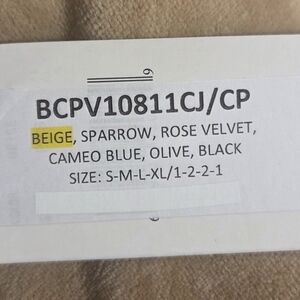 BCPV10811CJ/CP
BEIGE, SPARROW, ROSE VELVET,
CAMEO BLUE, OLIVE, BLACK
SIZE: S-M-L-XL/1-2-2-1